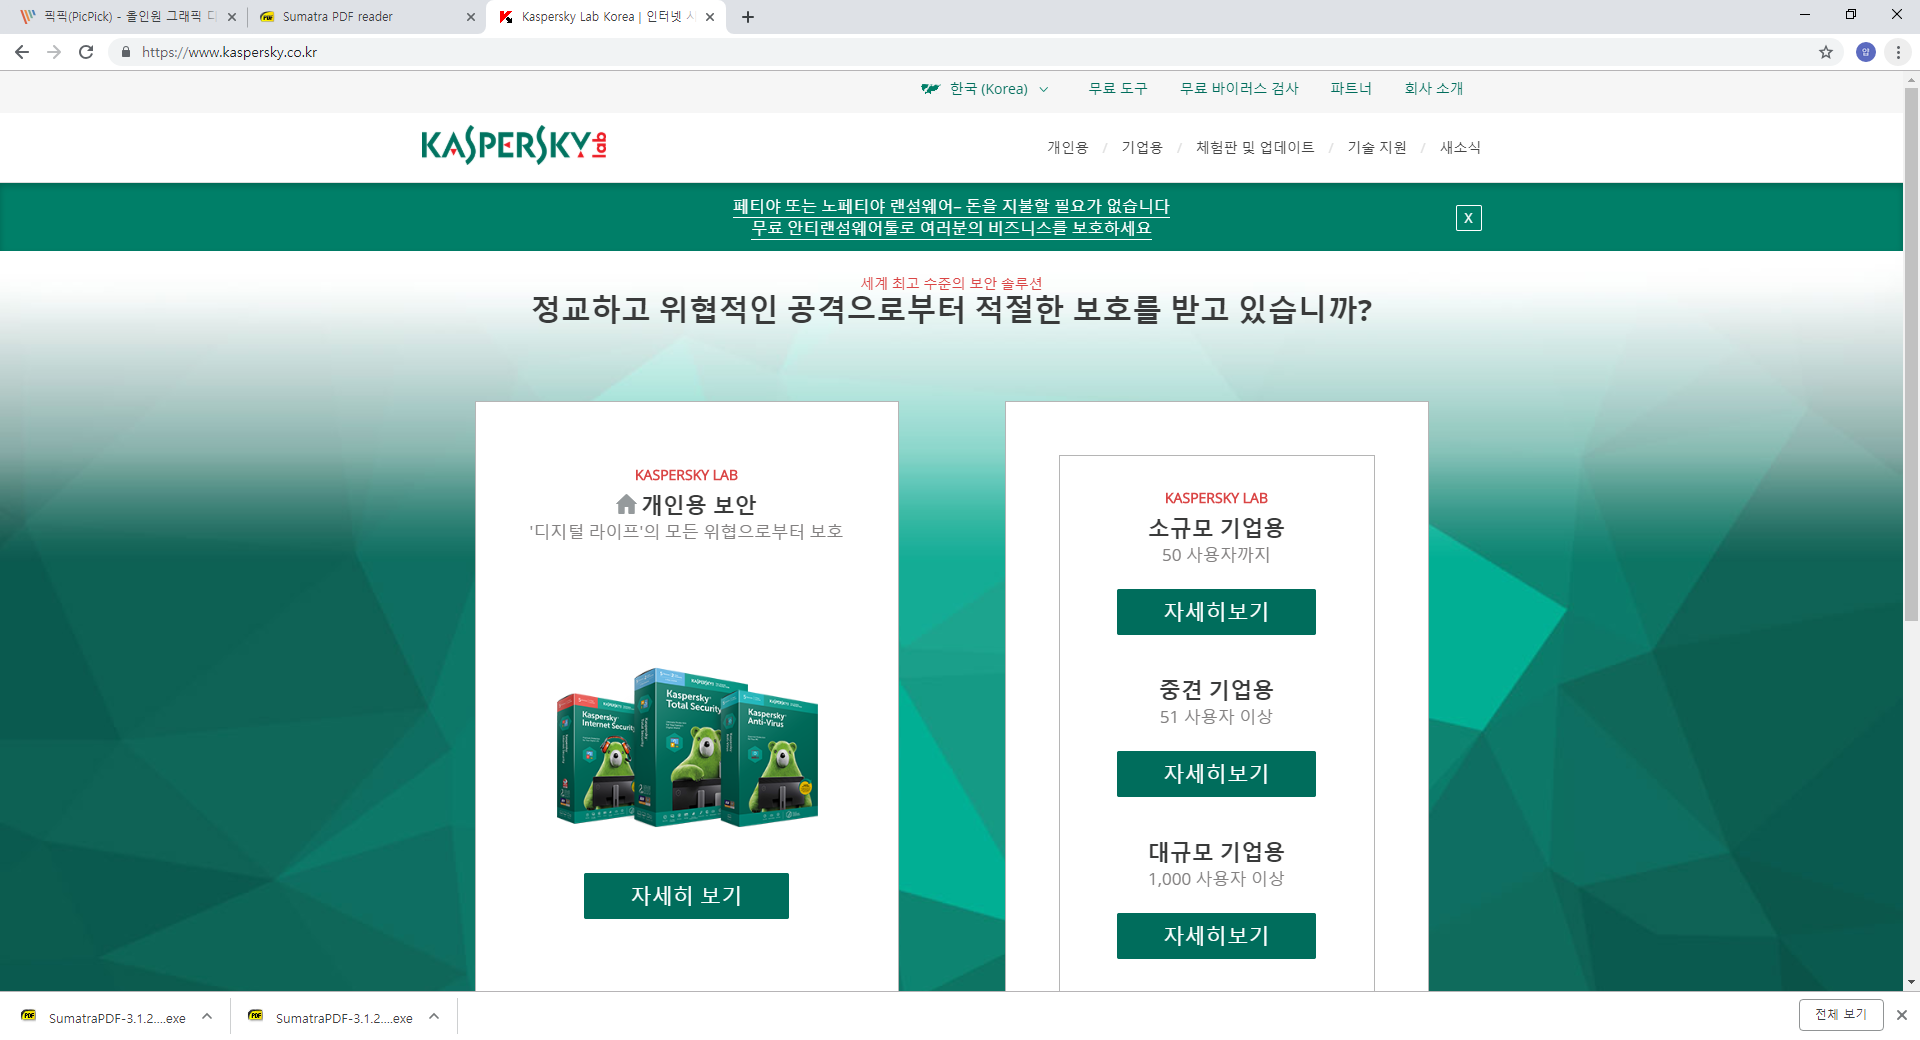 픽픽(PicPick) - 올인원 그래픽 디
Sumatra PDF reader
Kaspersky Lab Korea | 인터넷 시
https://www.kaspersky.co.kr
한국 (Korea)
무료 도구
무료 바이러스 검사
파트너
회사 소개
KASPERSKY lab
개인용 / 기업용 / 체험판 및 업데이트 / 기술 지원 / 새소식
페티야 또는 노페티야 랜섬웨어– 돈을 지불할 필요가 없습니다
무료 안티랜섬웨어툴로 여러분의 비즈니스를 보호하세요
X
세계 최고 수준의 보안 솔루션
정교하고 위협적인 공격으로부터 적절한 보호를 받고 있습니까?
KASPERSKY LAB
개인용 보안
'디지털 라이프'의 모든 위협으로부터 보호
Kaspersky Internet Security
Kaspersky Total Security
Kaspersky Anti-Virus
자세히 보기
KASPERSKY LAB
소규모 기업용
50 사용자까지
자세히보기
중견 기업용
51 사용자 이상
자세히보기
대규모 기업용
1,000 사용자 이상
자세히보기
SumatraPDF-3.1.2....exe
SumatraPDF-3.1.2....exe
전체 보기